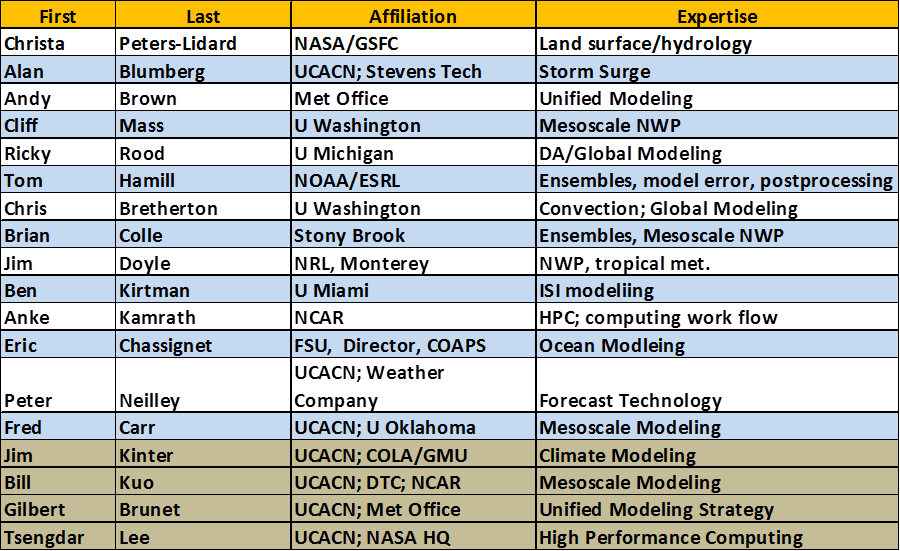 First Last Affiliation Expertise
Christa Peters-Lidard NASA/GSFC Land surface/hydrology
Alan Blumberg UCACN; Stevens Tech Storm Surge
Andy Brown Met Office Unified Modeling
Cliff Mass U Washington Mesoscale NWP
Ricky Rood U Michigan DA/Global Modeling
Tom Hamill NOAA/ESRL Ensembles, model error, postprocessing
Chris Bretherton U Washington Convection; Global Modeling
Brian Colle Stony Brook Ensembles, Mesoscale NWP
Jim Doyle NRL, Monterey NWP, tropical met.
Ben Kirtman U Miami ISI modeliing
Anke Kamrath NCAR HPC; computing work flow
Eric Chassignet FSU, Director, COAPS Ocean Modleing
UCACN; Weather
Peter Neilley Company Forecast Technology
Fred Carr UCACN; U Oklahoma Mesoscale Modeling
Jim Kinter UCACN; COLA/GMU Climate Modeling
Bill Kuo UCACN; DTC; NCAR Mesoscale Modeling
Gilbert Brunet UCACN; Met Office Unified Modeling Strategy
Tsengdar Lee UCACN; NASA HQ High Performance Computing